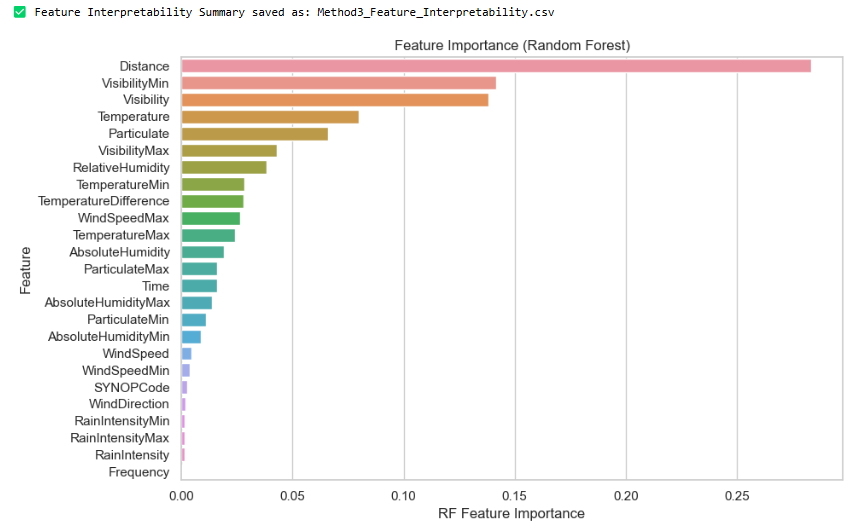 ✅ Feature Interpretability Summary saved as: Method3_Feature_Interpretability.csv
Feature Importance (Random Forest)
Distance
VisibilityMin
Visibility
Temperature
Particulate
VisibilityMax
RelativeHumidity
TemperatureMin
TemperatureDifference
WindSpeedMax
TemperatureMax
AbsoluteHumidity
ParticulateMax
Time
AbsoluteHumidityMax
ParticulateMin
AbsoluteHumidityMin
WindSpeed
WindSpeedMin
SYNOPCode
WindDirection
RainIntensityMin
RainIntensityMax
RainIntensity
Frequency
Feature
0.00 0.05 0.10 0.15 0.20 0.25
RF Feature Importance